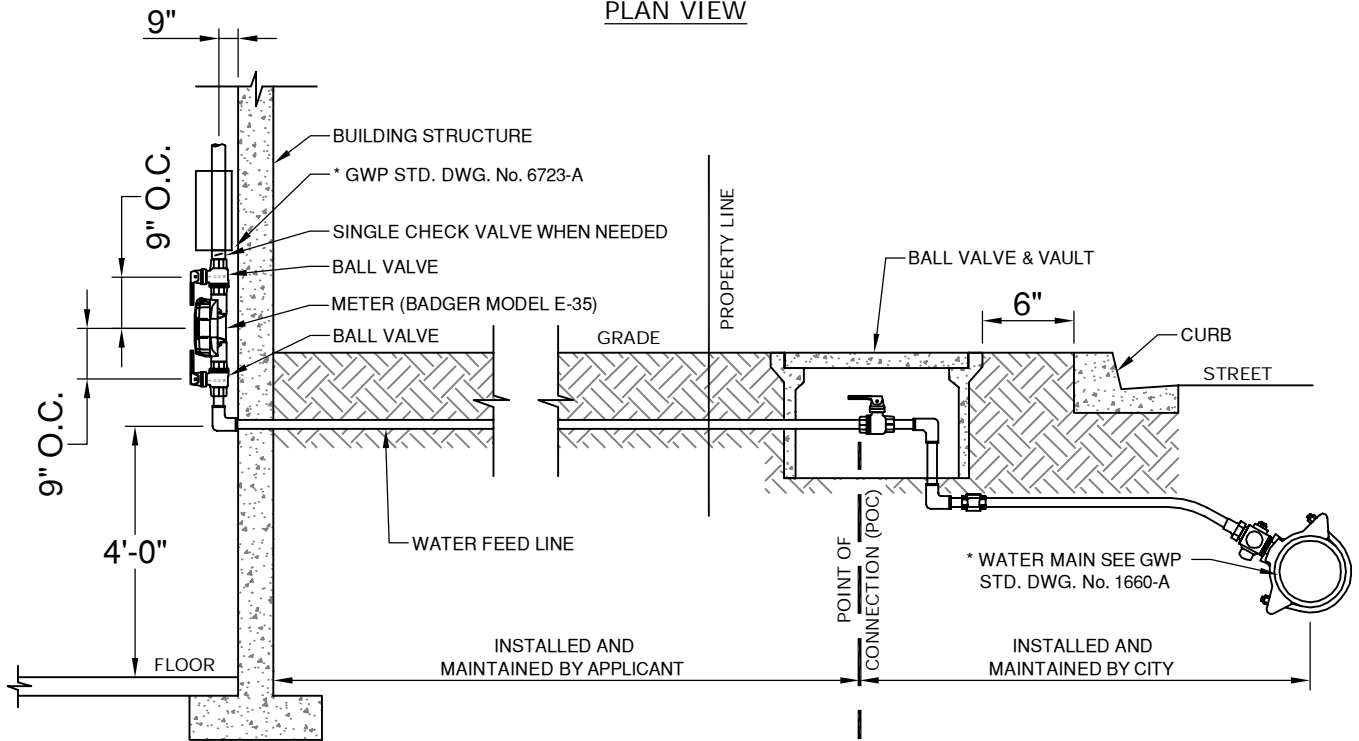 PLAN VIEW
9"
BUILDING STRUCTURE
* GWP STD. DWG. No. 6723-A
9" O.C.
SINGLE CHECK VALVE WHEN NEEDED
BALL VALVE
METER (BADGER MODEL E-35)
BALL VALVE
9" O.C.
4'-0"
GRADE
PROPERTY LINE
BALL VALVE & VAULT
6"
CURB
STREET
WATER FEED LINE
POINT OF
CONNECTION (POC)
* WATER MAIN SEE GWP
STD. DWG. No. 1660-A
FLOOR
INSTALLED AND
MAINTAINED BY APPLICANT
INSTALLED AND
MAINTAINED BY CITY